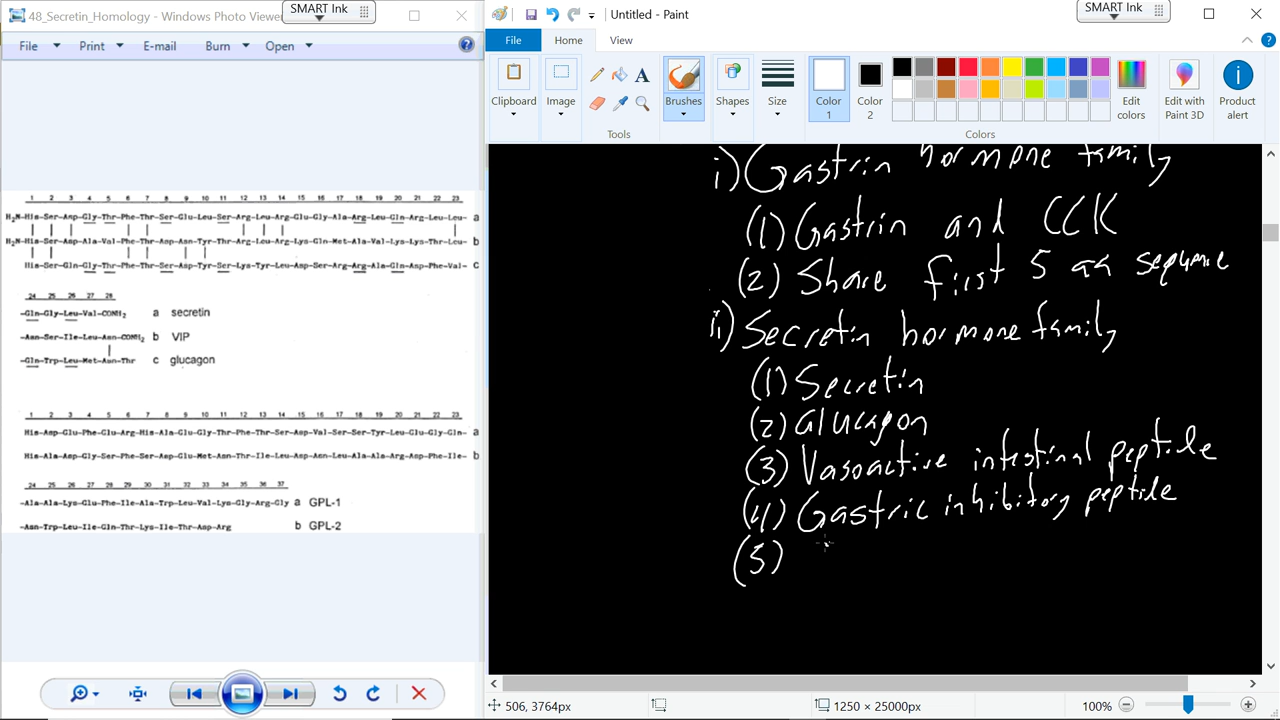 48_Secretin_Homology - Windows Photo Viewer
SMART Ink
File Print E-mail Burn Open
1 2 3 4 5 6 7 8 9 10 11 12 13 14 15 16 17 18 19 20 21 22 23
H₂N-His-Ser-Asp-Gly-Thr-Phe-Thr-Ser-Glu-Leu-Ser-Arg-Leu-Arg-Glu-Gly-Ala-Arg-Leu-Gln-Arg-Leu-Leu- a
H₂N-His-Ser-Asp-Ala-Val-Phe-Thr-Asp-Asn-Tyr-Thr-Arg-Leu-Arg-Lys-Gln-Met-Ala-Val-Lys-Lys-Thr-Leu- b
His-Ser-Gln-Gly-Thr-Phe-Thr-Ser-Asp-Tyr-Ser-Lys-Tyr-Leu-Asp-Ser-Arg-Arg-Ala-Gln-Asp-Phe-Val- c
24 25 26 27 28
-Gln-Gly-Leu-Val-CONH₂ a secretin
-Asn-Ser-Ile-Leu-Asn-CONH₂ b VIP
-Gln-Trp-Leu-Met-Asn-Thr c glucagon
1 2 3 4 5 6 7 8 9 10 11 12 13 14 15 16 17 18 19 20 21 22 23
His-Asp-Glu-Phe-Glu-Arg-His-Ala-Glu-Gly-Thr-Phe-Thr-Ser-Asp-Val-Ser-Ser-Tyr-Leu-Glu-Gly-Gln- a
His-Ala-Asp-Gly-Ser-Phe-Ser-Asp-Glu-Met-Asn-Thr-Ile-Leu-Asp-Asn-Leu-Ala-Ala-Arg-Asp-Phe-Ile- b
24 25 26 27 28 29 30 31 32 33 34 35 36 37
-Ala-Ala-Lys-Glu-Phe-Ile-Ala-Trp-Leu-Val-Lys-Gly-Arg-Gly a GPL-1
-Asn-Trp-Leu-Ile-Gln-Thr-Lys-Ile-Thr-Asp-Arg b GPL-2
Untitled - Paint
SMART Ink
File Home View
Clipboard Image Tools Brushes Shapes Size Color 1 Color 2 Colors Edit colors Edit with Paint 3D Product alert
i) Gastrin hormone family
(1) Gastrin and CCK
(2) Share first 5 aa sequence
ii) Secretin hormone family
(1) Secretin
(2) Glucagon
(3) Vasoactive intestinal peptide
(4) Gastric inhibitory peptide
(5)
506, 3764px 1250 × 25000px 100%